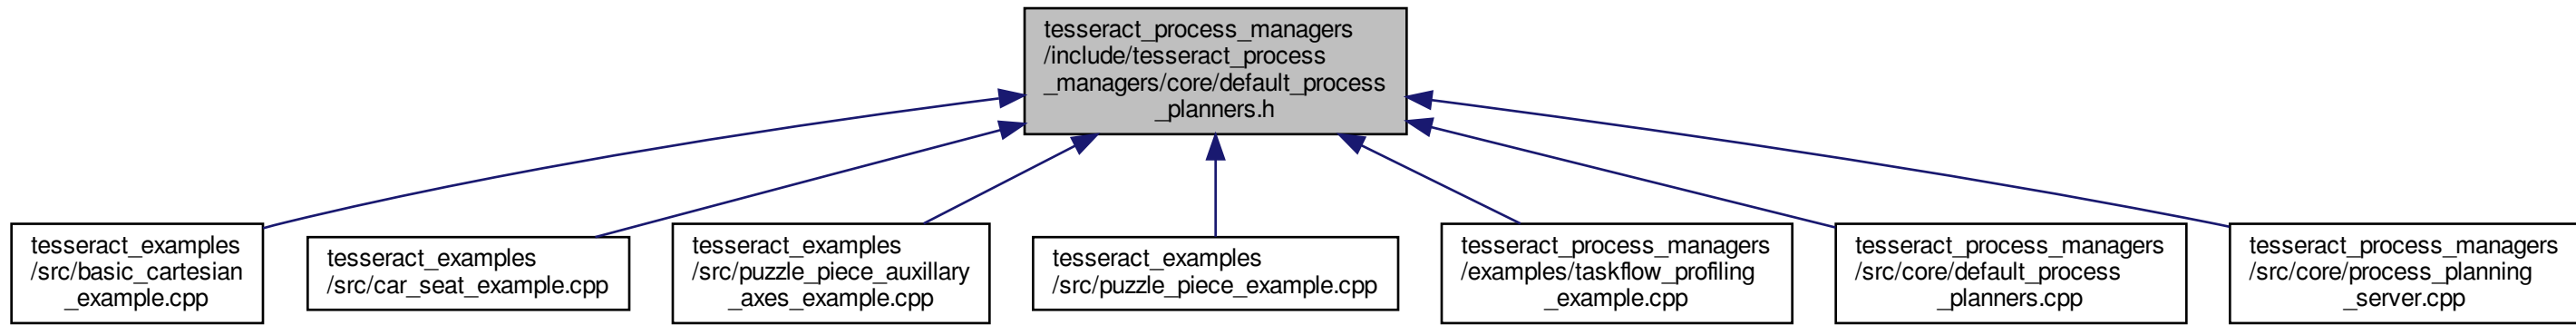 tesseract_process_managers
/include/tesseract_process
_managers/core/default_process
_planners.h
tesseract_examples
/src/basic_cartesian
_example.cpp
tesseract_examples
/src/car_seat_example.cpp
tesseract_examples
/src/puzzle_piece_auxillary
_axes_example.cpp
tesseract_examples
/src/puzzle_piece_example.cpp
tesseract_process_managers
/examples/taskflow_profiling
_example.cpp
tesseract_process_managers
/src/core/default_process
_planners.cpp
tesseract_process_managers
/src/core/process_planning
_server.cpp